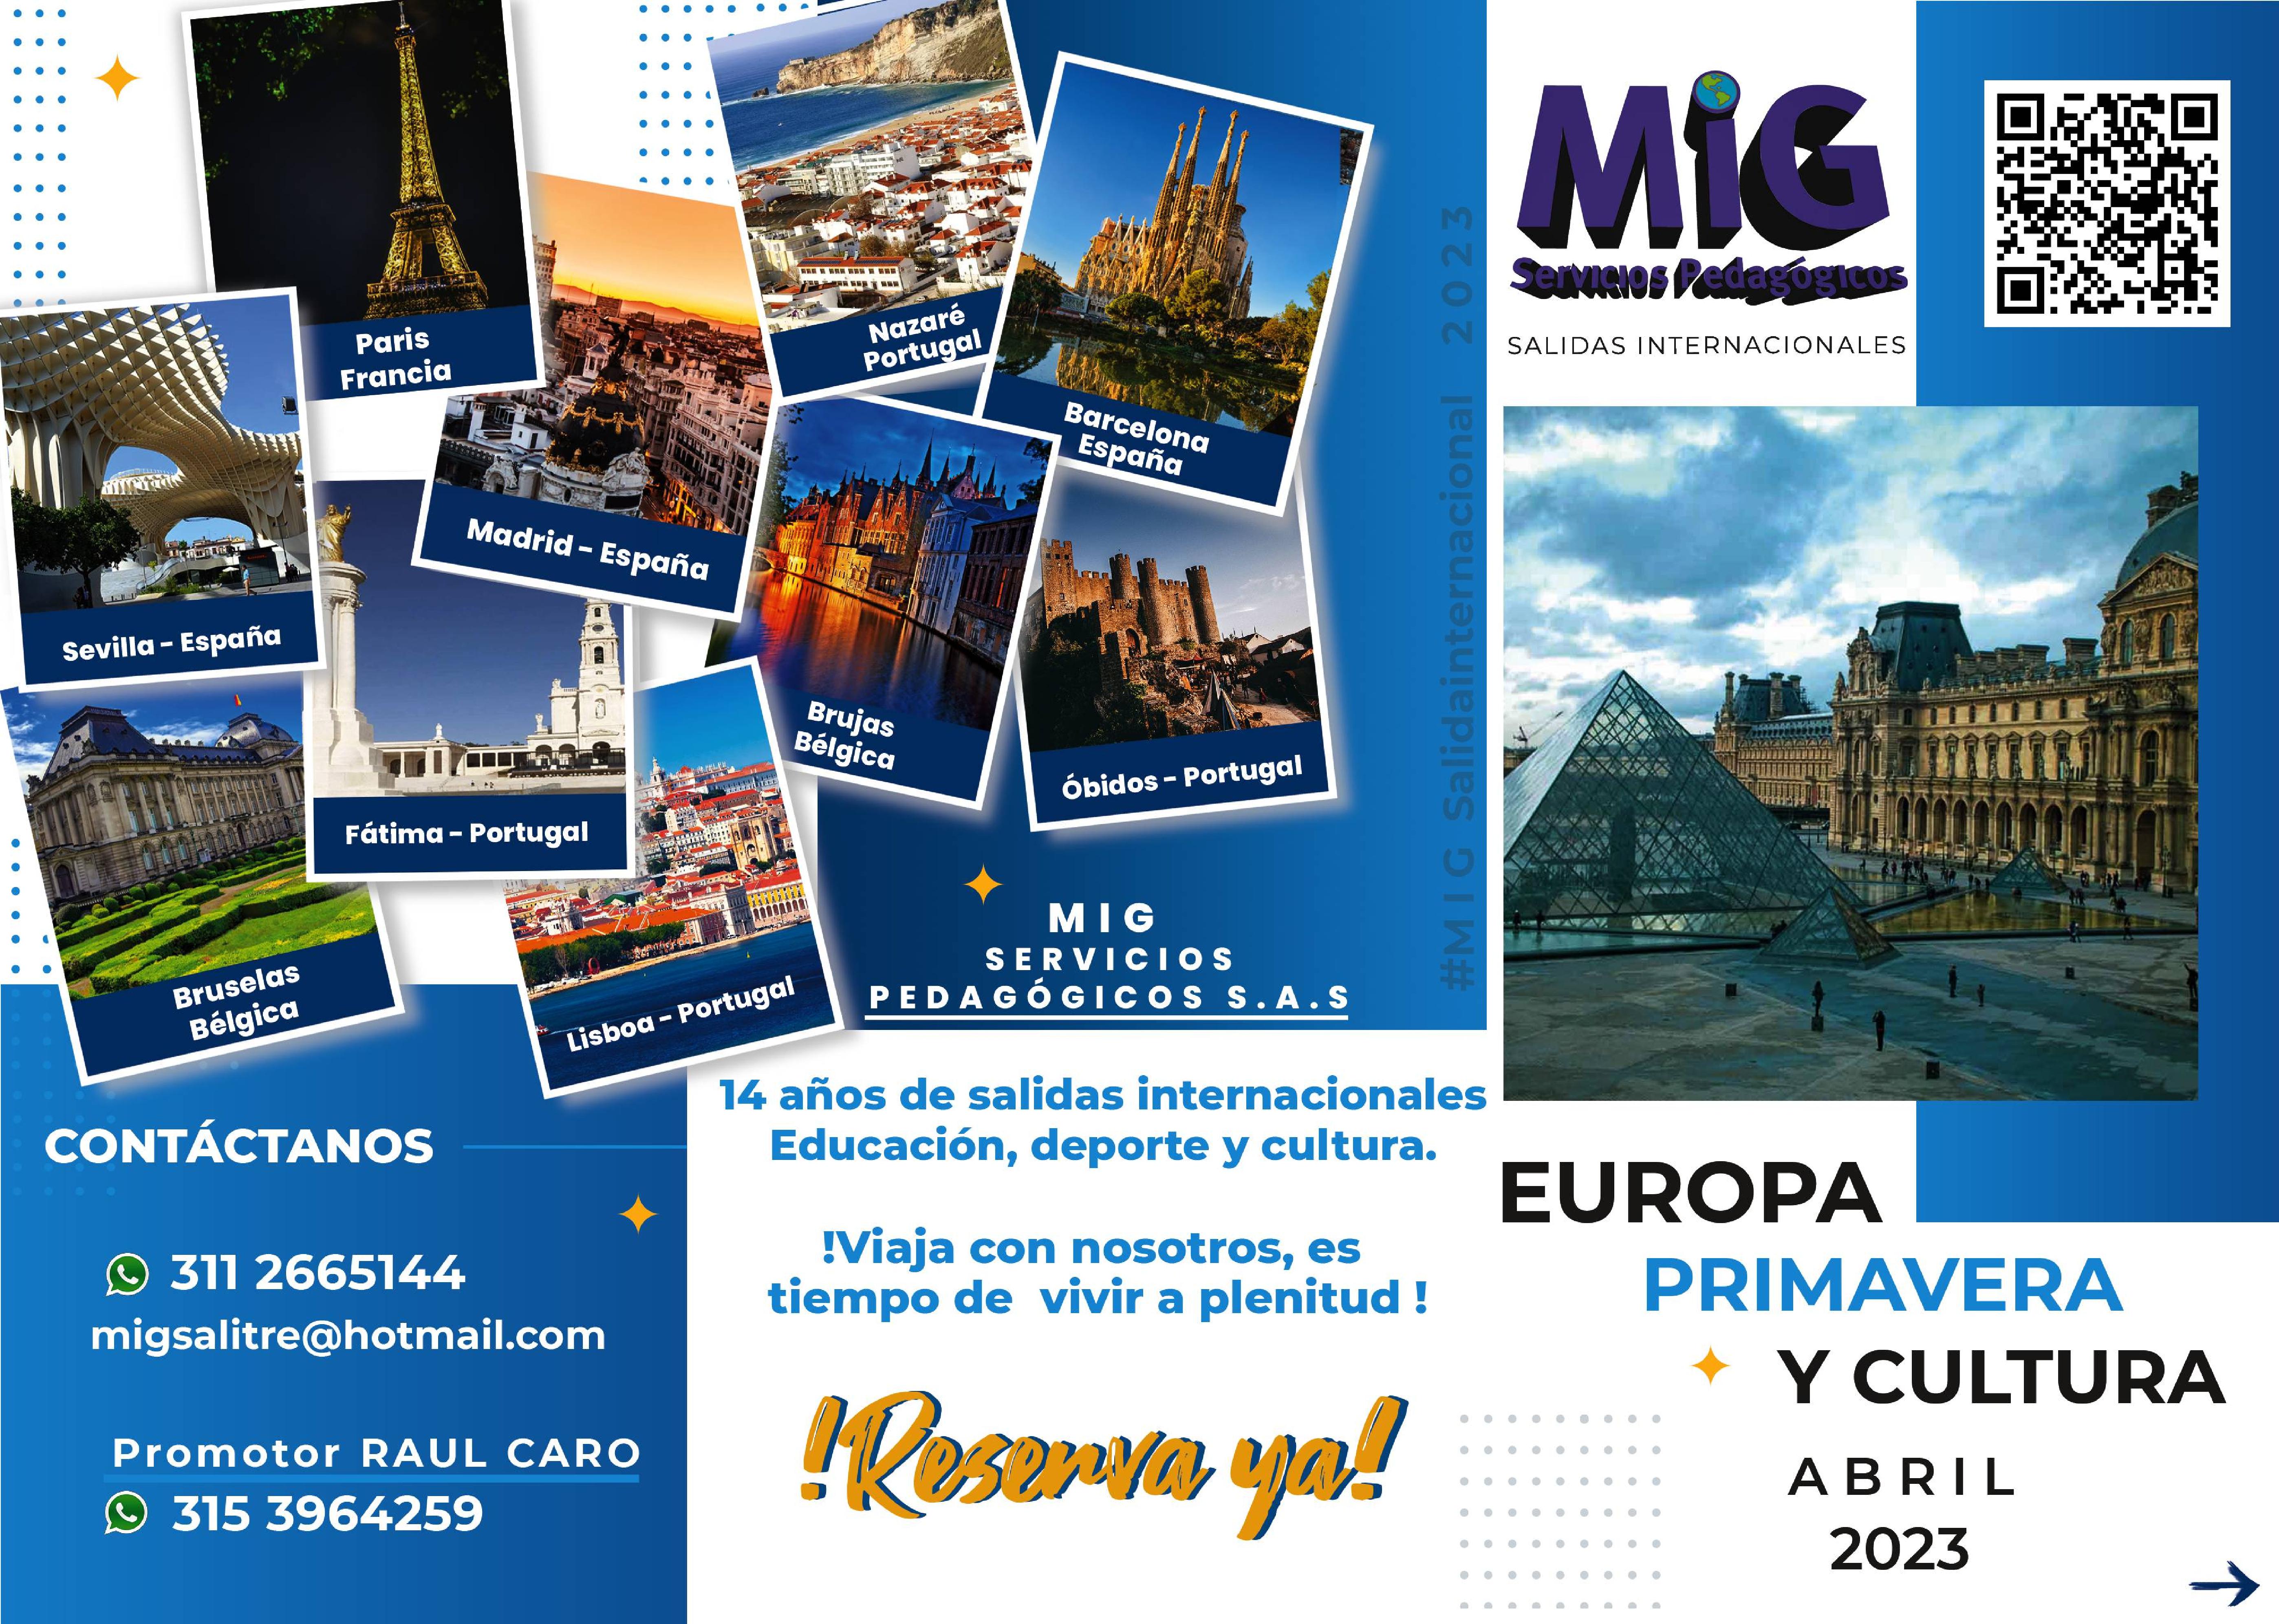 Paris
Francia
Nazaré
Portugal
Barcelona
España
Sevilla - España
Madrid - España
Brujas
Bélgica
Óbidos - Portugal
Fátima - Portugal
Bruselas
Bélgica
Lisboa - Portugal
CONTÁCTANOS
311 2665144
migsalitre@hotmail.com
Promotor RAUL CARO
315 3964259
MIG
SERVICIOS
PEDAGÓGICOS S.A.S
14 años de salidas internacionales
Educación, deporte y cultura.
!Viaja con nosotros, es
tiempo de vivir a plenitud !
!Reserva ya!
#MIG Salidainternacional 2023
MiG
Servicios Pedagógicos
SALIDAS INTERNACIONALES
EUROPA
PRIMAVERA
Y CULTURA
ABRIL
2023